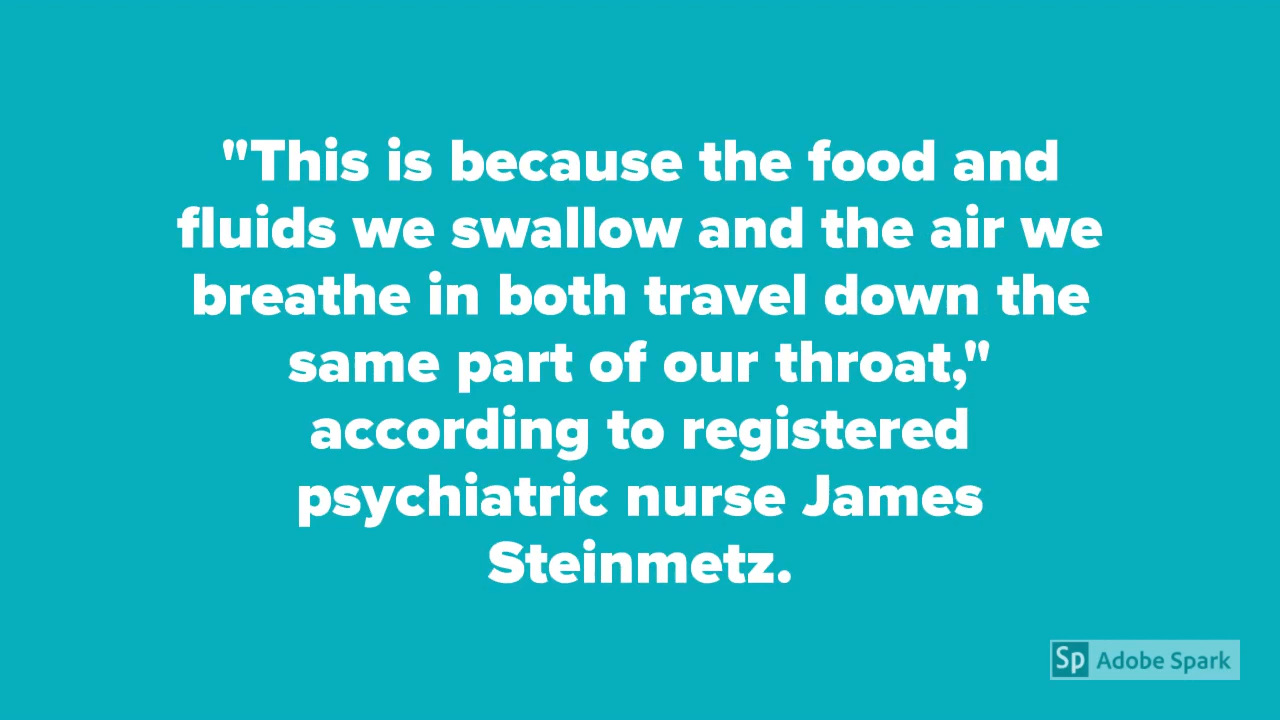 "This is because the food and
fluids we swallow and the air we
breathe in both travel down the
same part of our throat,"
according to registered
psychiatric nurse James
Steinmetz.
Sp Adobe Spark